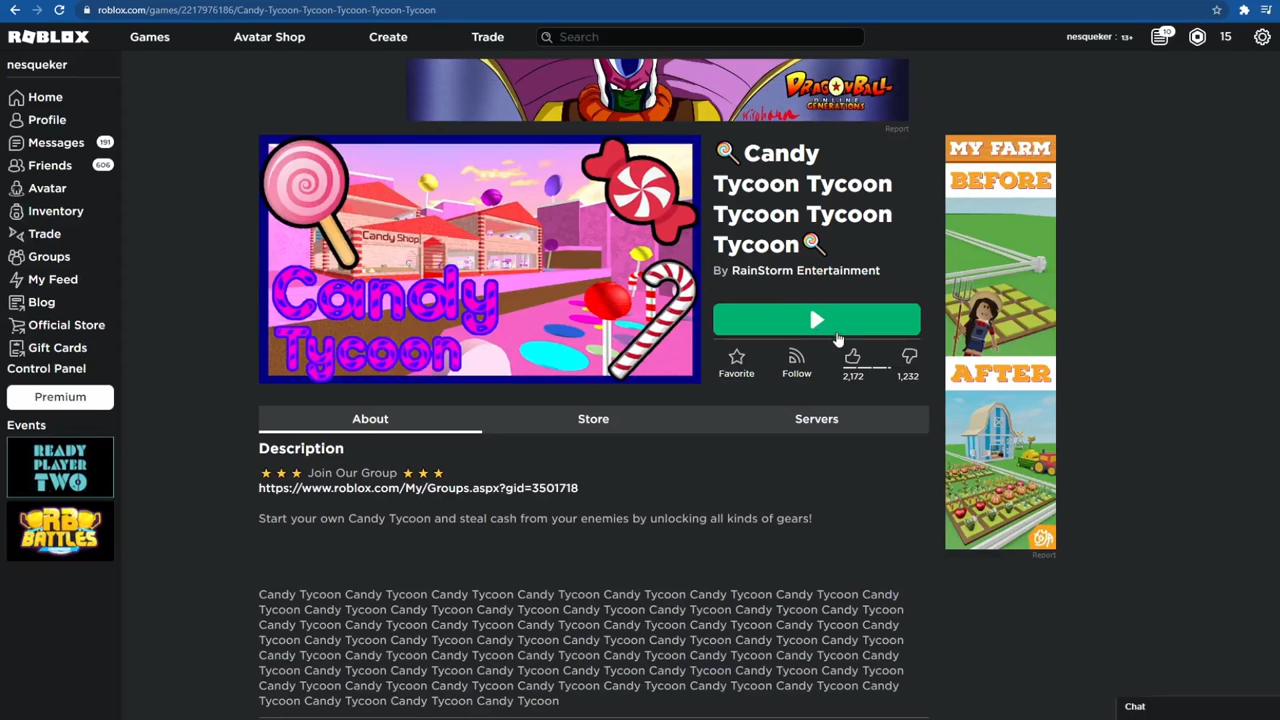 roblox.com/games/2217976186/Candy-Tycoon-Tycoon-Tycoon-Tycoon-Tycoon
ROBLOX
Games
Avatar Shop
Create
Trade
Search
nesqueker : 13+
10
15
nesqueker
Home
Profile
Messages
191
Friends
606
Avatar
Inventory
Trade
Groups
My Feed
Blog
Official Store
Gift Cards
Control Panel
Premium
Events
READY
PLAYER
TWO
RB
BATTLES
DRAGONBALL
ONLINE
GENERATIONS
Report
Candy Shop
Candy
Tycoon
Candy
Tycoon Tycoon
Tycoon Tycoon
Tycoon
By RainStorm Entertainment
Favorite
Follow
2,172
1,232
About
Store
Servers
Description
Join Our Group
https://www.roblox.com/My/Groups.aspx?gid=3501718
Start your own Candy Tycoon and steal cash from your enemies by unlocking all kinds of gears!
Candy Tycoon Candy Tycoon Candy Tycoon Candy Tycoon Candy Tycoon Candy Tycoon Candy Tycoon Candy
Tycoon Candy Tycoon Candy Tycoon Candy Tycoon Candy Tycoon Candy Tycoon Candy Tycoon Candy Tycoon
Candy Tycoon Candy Tycoon Candy Tycoon Candy Tycoon Candy Tycoon Candy Tycoon Candy Tycoon Candy
Tycoon Candy Tycoon Candy Tycoon Candy Tycoon Candy Tycoon Candy Tycoon Candy Tycoon Candy Tycoon
Candy Tycoon Candy Tycoon Candy Tycoon Candy Tycoon Candy Tycoon Candy Tycoon Candy Tycoon Candy
Tycoon Candy Tycoon Candy Tycoon Candy Tycoon Candy Tycoon Candy Tycoon Candy Tycoon Candy Tycoon
Candy Tycoon Candy Tycoon Candy Tycoon Candy Tycoon Candy Tycoon Candy Tycoon Candy Tycoon Candy
Tycoon Candy Tycoon Candy Tycoon Candy Tycoon
MY FARM
BEFORE
AFTER
Report
Chat